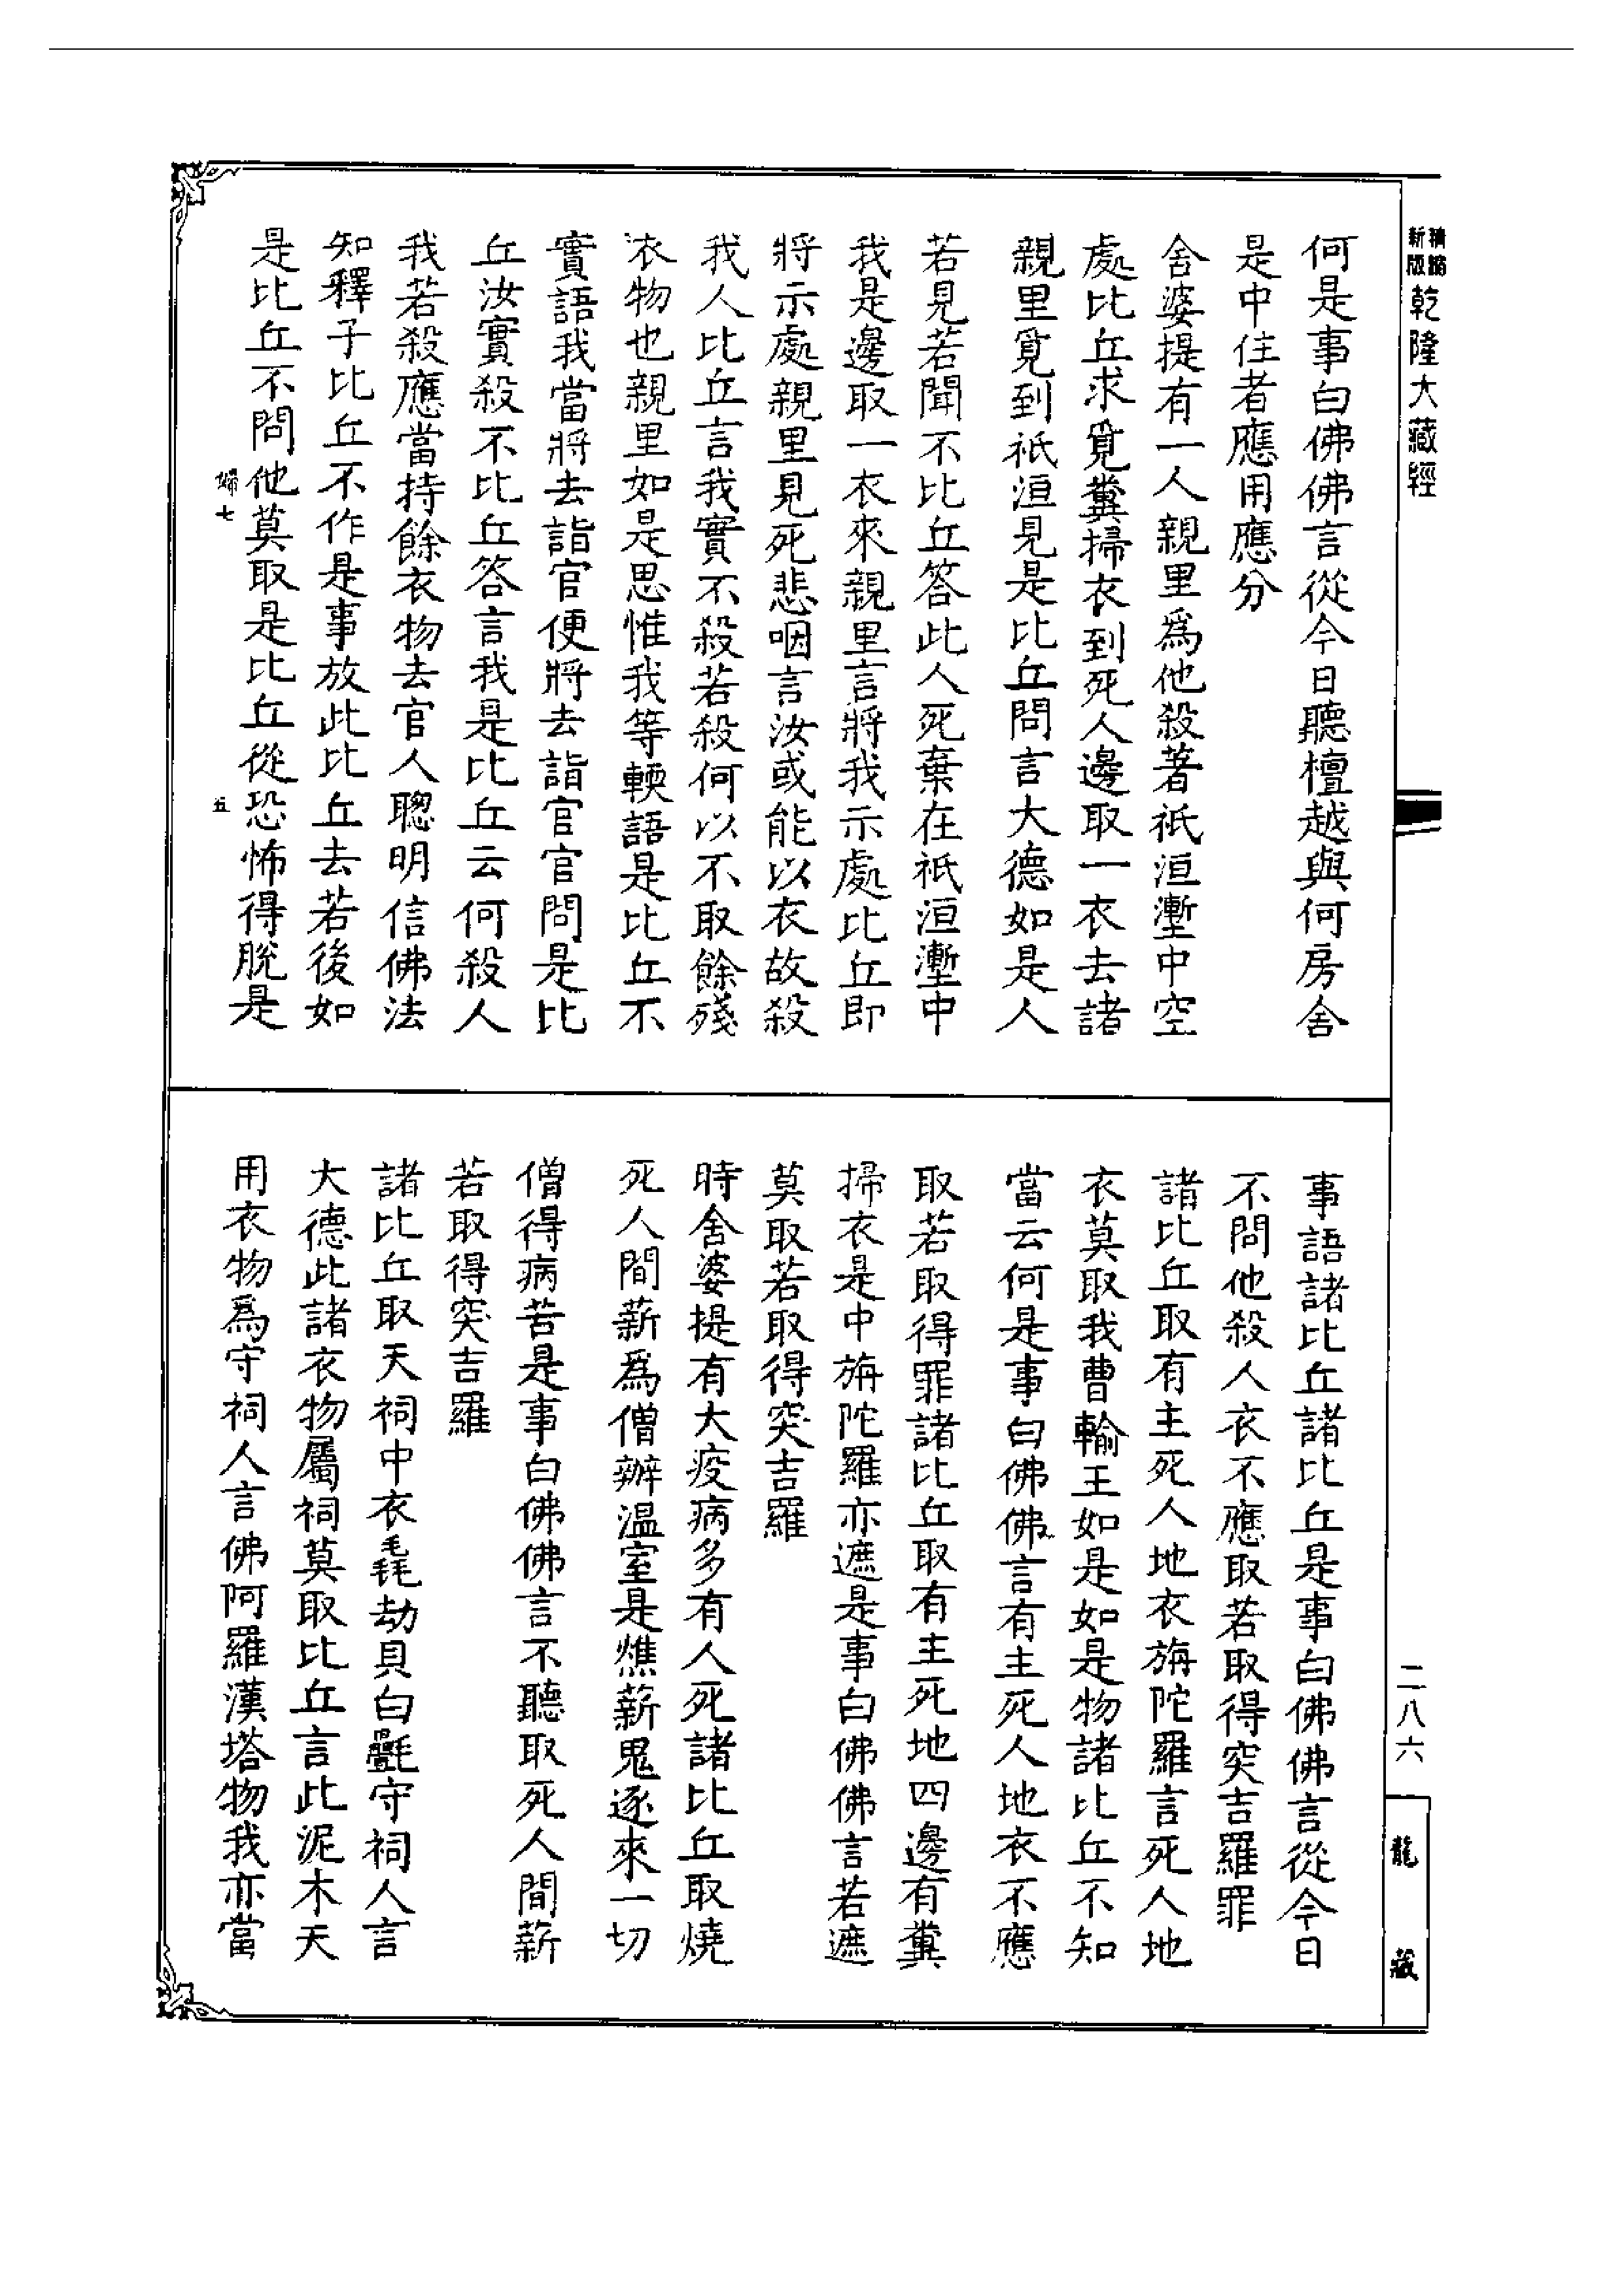 新版
精縮
乾隆大藏經
何是事白佛佛言從今日聽檀越與何房舍
是中住者應用應分
舍婆提有一人親里爲他殺著祇洹塹中空
處比丘求覓糞掃衣到死人邊取一衣去諸
親里覓到祇洹見是比丘問言大德如是人
若見若聞不比丘答此人死棄在祇洹塹中
我是邊取一衣來親里言將我示處比丘即
將示處親里見死悲咽言汝或能以衣故殺
我人比丘言我實不殺若殺何以不取餘殘
衣物也親里如是思惟我等輭語是比丘不
實語我當將去詣官便將去詣官官問是比
丘汝實殺不比丘答言我是比丘云何殺人
我若殺應當持餘衣物去官人聰明信佛法
知釋子比丘不作是事放此比丘去若後如
是比丘不問他莫取是比丘從恐怖得脫是
歸七
五
事語諸比丘諸比丘是事白佛佛言從今日
不問他殺人衣不應取若取得突吉羅罪
諸比丘取有主死人地衣旃陀羅言死人地
衣莫取我曹輸王如是如是物諸比丘不知
當云何是事白佛佛言有主死人地衣不應
取若取得罪諸比丘取有主死地四邊有糞
掃衣是中旃陀羅亦遮是事白佛佛言若遮
莫取若取得突吉羅
時舍婆提有大疫病多有人死諸比丘取燒
死人間薪爲僧辦溫室是燋薪鬼逐來一切
僧得病苦是事白佛佛言不聽取死人間薪
若取得突吉羅
諸比丘取天祠中衣毳劫貝白㲲守祠人言
大德此諸衣物屬祠莫取比丘言此泥木天
用衣物爲守祠人言佛阿羅漢塔物我亦當
二八六
龍藏